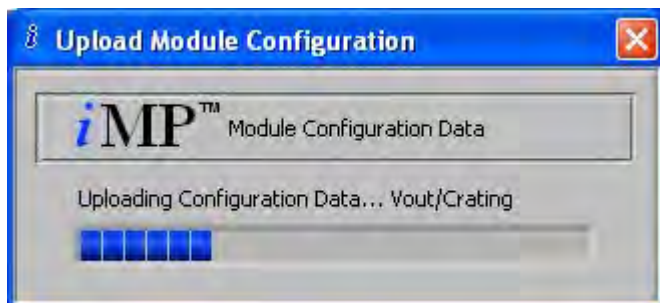 Upload Module Configuration
iMP™ Module Configuration Data
Uploading Configuration Data... Vout/Crating